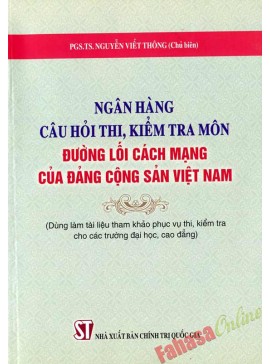 PGS.TS. NGUYỄN VIẾT THÔNG (Chủ biên)
NGÂN HÀNG
CÂU HỎI THI, KIỂM TRA MÔN
ĐƯỜNG LỐI CÁCH MẠNG
CỦA ĐẢNG CỘNG SẢN VIỆT NAM
(Dùng làm tài liệu tham khảo phục vụ thi, kiểm tra
cho các trường đại học, cao đẳng)
ST NHÀ XUẤT BẢN CHÍNH TRỊ QUỐC GIA
FahasaOnline